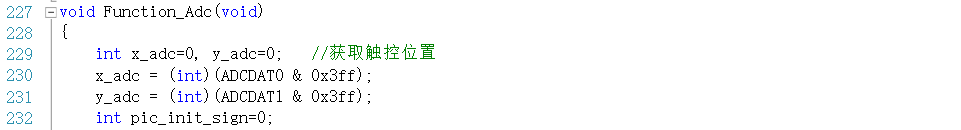 227 void Function_Adc(void)
228 {
229 int x_adc=0, y_adc=0; //获取触控位置
230 x_adc = (int)(ADCDAT0 & 0x3ff);
231 y_adc = (int)(ADCDAT1 & 0x3ff);
232 int pic_init_sign=0;